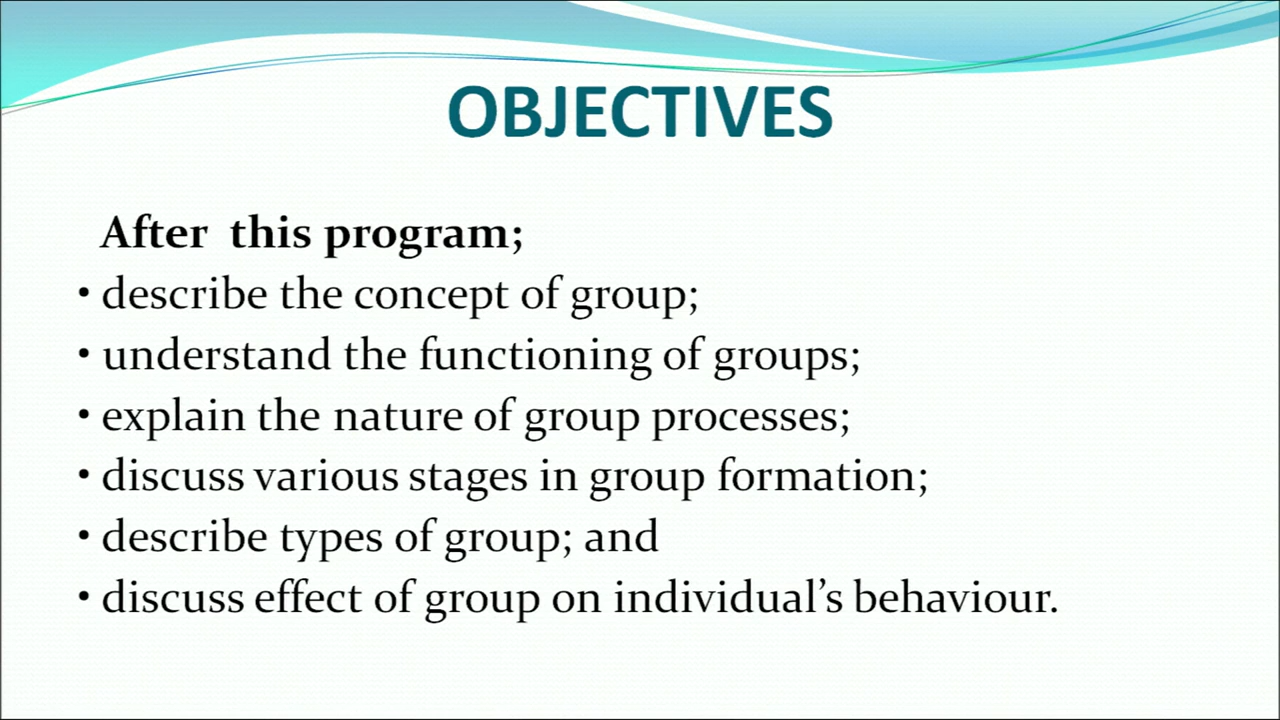 OBJECTIVES
After this program;
• describe the concept of group;
• understand the functioning of groups;
• explain the nature of group processes;
• discuss various stages in group formation;
• describe types of group; and
• discuss effect of group on individual’s behaviour.